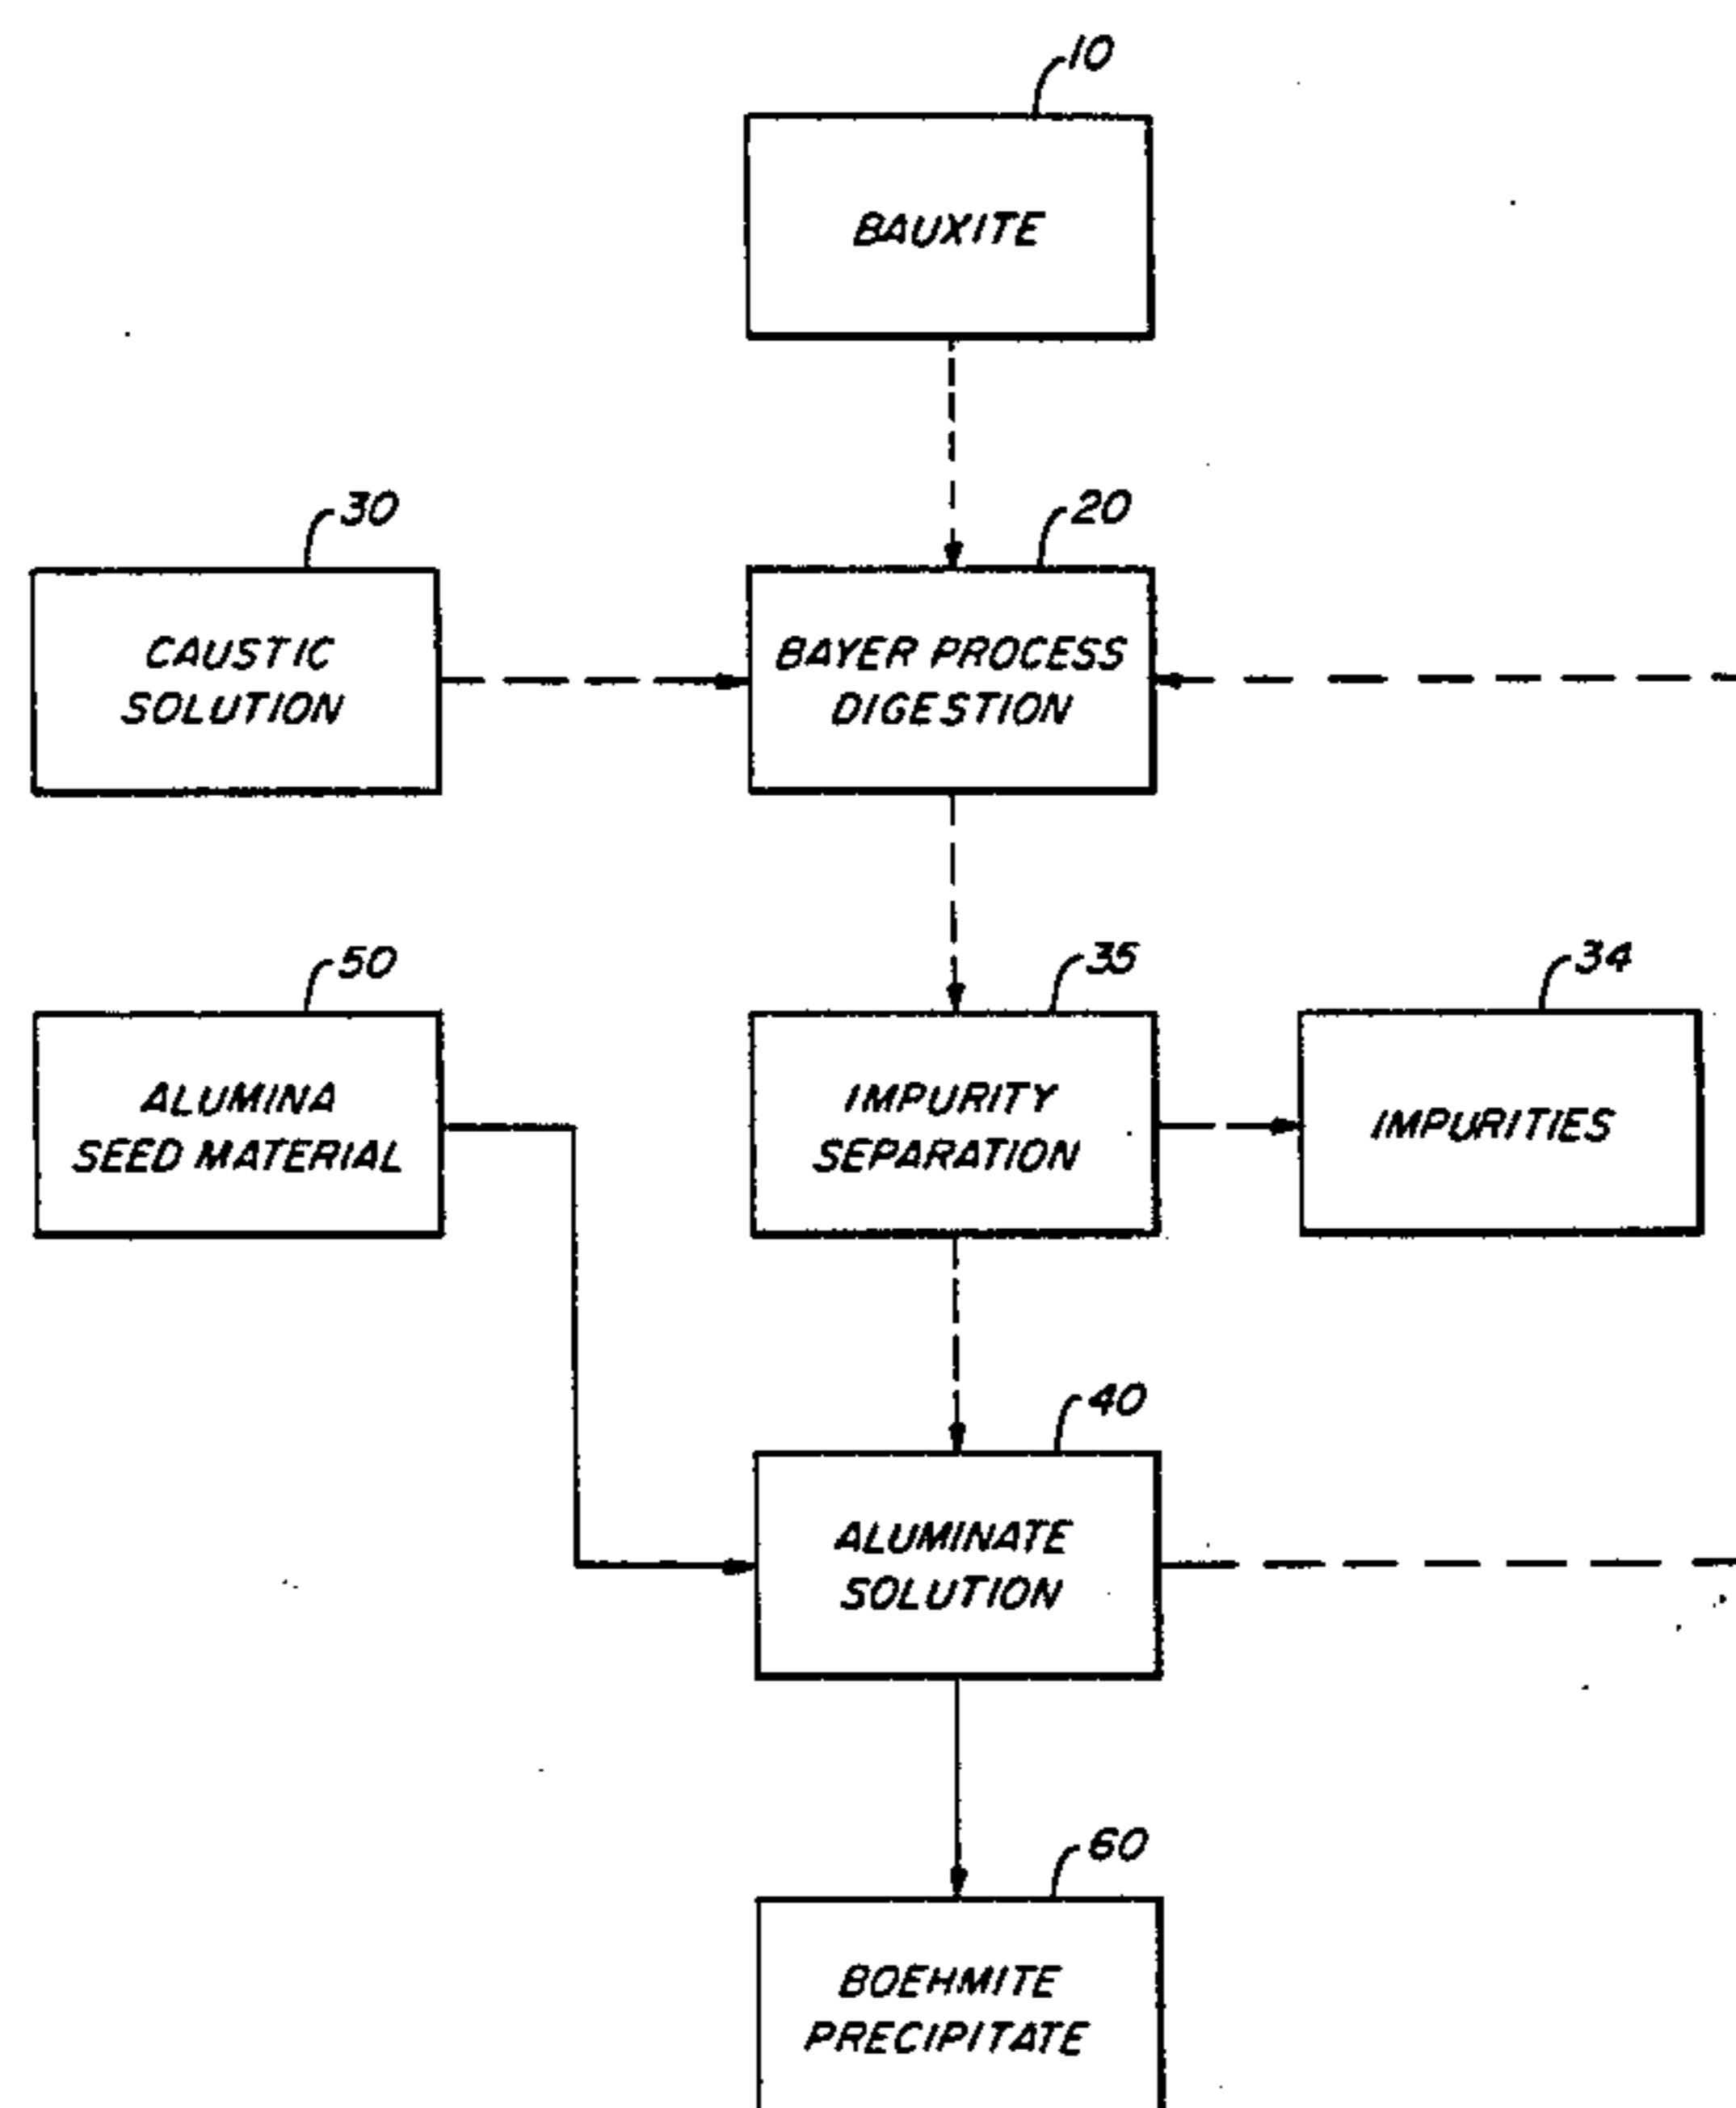 10
BAUXITE
30
20
CAUSTIC
SOLUTION
BAYER PROCESS
DIGESTION
50
35
34
ALUMINA
SEED MATERIAL
IMPURITY
SEPARATION
IMPURITIES
40
ALUMINATE
SOLUTION
60
BOEHMITE
PRECIPITATE